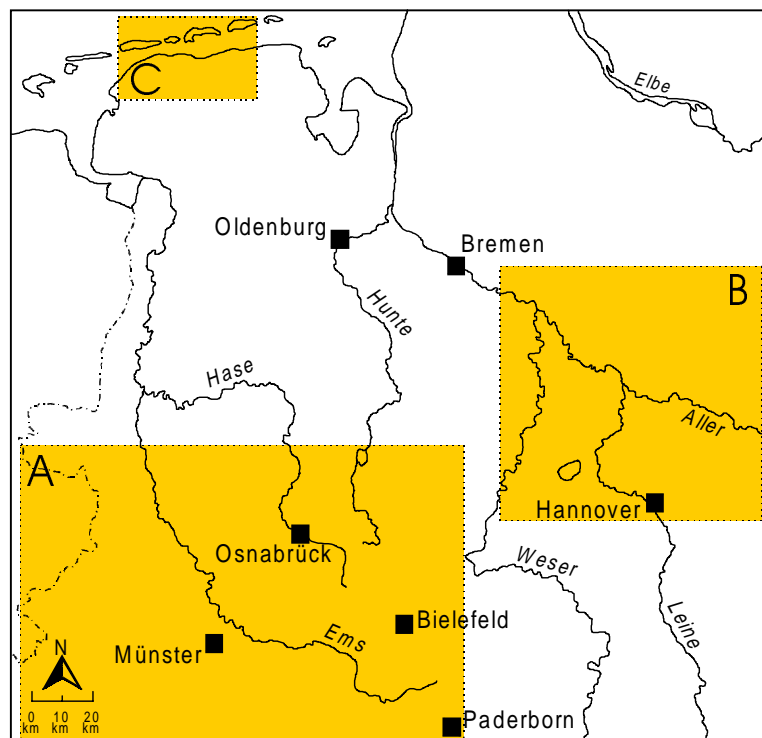 C
Elbe
Oldenburg
Bremen
B
Hunte
Hase
Aller
A
Hannover
Osnabrück
Weser
Bielefeld
Ems
Leine
Münster
N
0 10 20
km km km
Paderborn